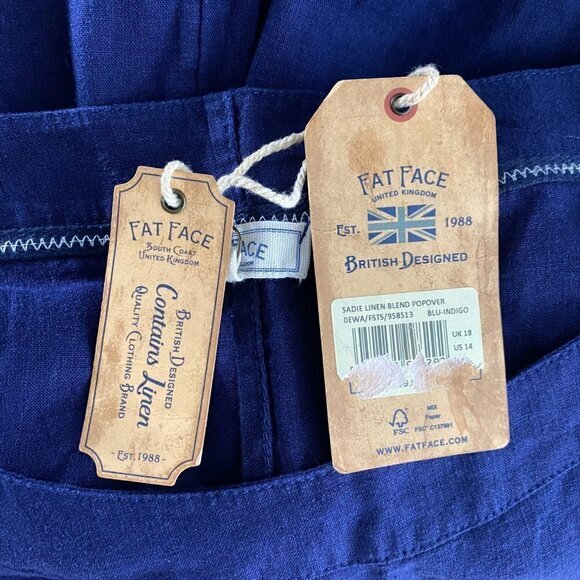 FAT FACE
SOUTH COAST
UNITED KINGDOM
BRITISH DESIGNED
Contains Linen
QUALITY CLOTHING BRAND
- EST. 1988 -
FACE
FAT FACE
UNITED KINGDOM
EST. 1988
BRITISH DESIGNED
SADIE LINEN BLEND POPOVER
0EWA/FSTS/958513 BLU-INDIGO
UK 18
US 14
FSC
MIX
Paper
FSC® C137981
WWW.FATFACE.COM